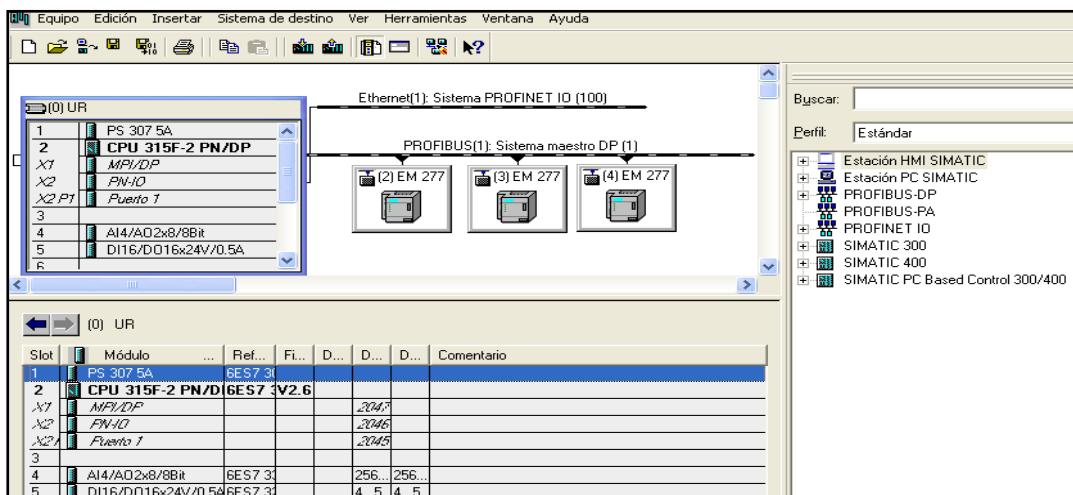 Equipo Edición Insertar Sistema de destino Ver Herramientas Ventana Ayuda
(0) UR
1 PS 307 5A
2 CPU 315F-2 PN/DP
X1 MPI/DP
X2 PN-IO
X2 P1 Puerto 1
3
4 AI4/AO2x8/8Bit
5 DI16/DO16x24V/0.5A
6
Ethernet(1): Sistema PROFINET IO (100)
PROFIBUS(1): Sistema maestro DP (1)
(2) EM 277 (3) EM 277 (4) EM 277
Buscar:
Perfil: Estándar
Estación HMI SIMATIC
Estación PC SIMATIC
PROFIBUS-DP
PROFIBUS-PA
PROFINET IO
SIMATIC 300
SIMATIC 400
SIMATIC PC Based Control 300/400
(0) UR
Slot Módulo ... Ref... Fi... D... D... D... Comentario
1 PS 307 5A 6ES7 30
2 CPU 315F-2 PN/D 6ES7 3 V2.6
X1 MPI/DP 2047
X2 PN-IO 2046
X2 Puerto 1 2045
3
4 AI4/AO2x8/8Bit 6ES7 33 256... 256...
5 DI16/DO16x24V/0.5A 6ES7 32 4...5 4...5